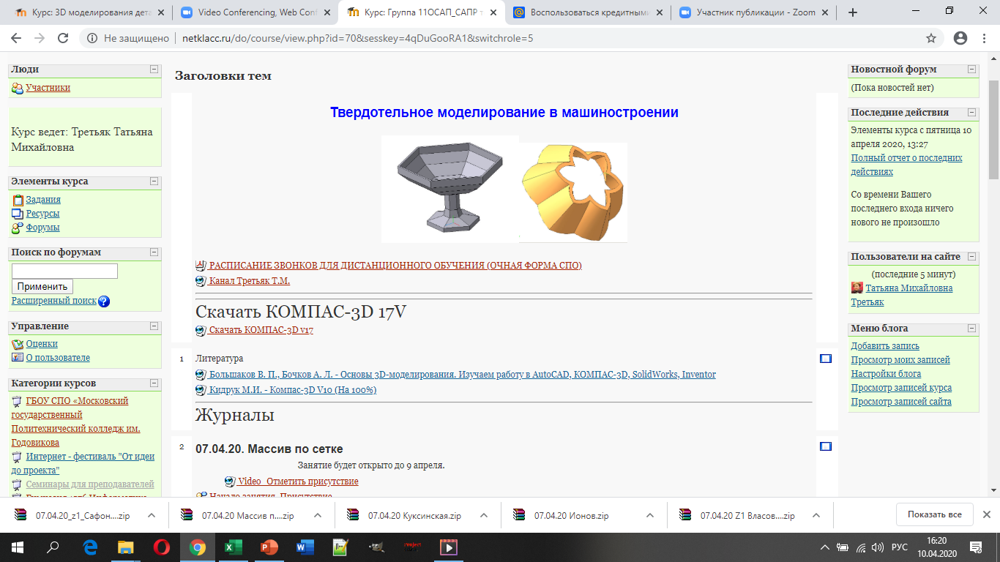 Курс: 3D моделирования дета
Video Conferencing, Web Conf
Курс: Группа 11ОСАП_САПР т
Воспользоваться кредитными
Участник публикации - Zoom
Не защищено | netklacc.ru/do/course/view.php?id=70&sesskey=4qDuGooRA1&switchrole=5
Люди
Участники
Курс ведет: Третьяк Татьяна
Михайловна
Элементы курса
Задания
Ресурсы
Форумы
Поиск по форумам
Применить
Расширенный поиск
Управление
Оценки
О пользователе
Категории курсов
ГБОУ СПО «Московский
государственный
Политехнический колледж им.
Годовикова
Интернет - фестиваль "От идеи
до проекта"
Семинары для преподавателей
Заголовки тем
Твердотельное моделирование в машиностроении
РАСПИСАНИЕ ЗВОНКОВ ДЛЯ ДИСТАНЦИОННОГО ОБУЧЕНИЯ (ОЧНАЯ ФОРМА СПО)
Канал Третьяк Т.М.
Скачать КОМПАС-3D 17V
Скачать КОМПАС-3D v17
1
Литература
Большаков В. П., Бочков А. Л. - Основы 3D-моделирования. Изучаем работу в AutoCAD, КОМПАС-3D, SolidWorks, Inventor
Кидрук М.И. - Компас-3D V10 (На 100%)
Журналы
2
07.04.20. Массив по сетке
Занятие будет открыто до 9 апреля.
Video_Отметить присутствие
Начало занятия. Присутствие
Новостной форум
(Пока новостей нет)
Последние действия
Элементы курса с пятница 10
апреля 2020, 13:27
Полный отчет о последних
действиях
Со времени Вашего
последнего входа ничего
нового не произошло
Пользователи на сайте
(последние 5 минут)
Татьяна Михайловна
Третьяк
Меню блога
Добавить запись
Просмотр моих записей
Настройки блога
Просмотр записей курса
Просмотр записей сайта
07.04.20_z1_Сафон....zip
07.04.20 Массив п....zip
07.04.20 Куксинская.zip
07.04.20 Ионов.zip
07.04.20 Z1 Власов....zip
Показать все
РУС
16:20
10.04.2020